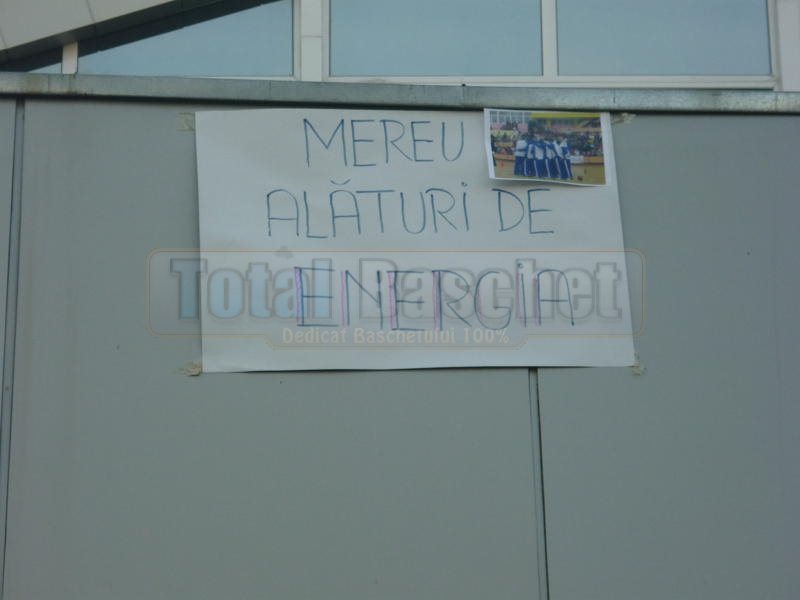 MEREU
ALĂTURI DE
ENERGIA
Total Baschet
Dedicat Baschetului 100%